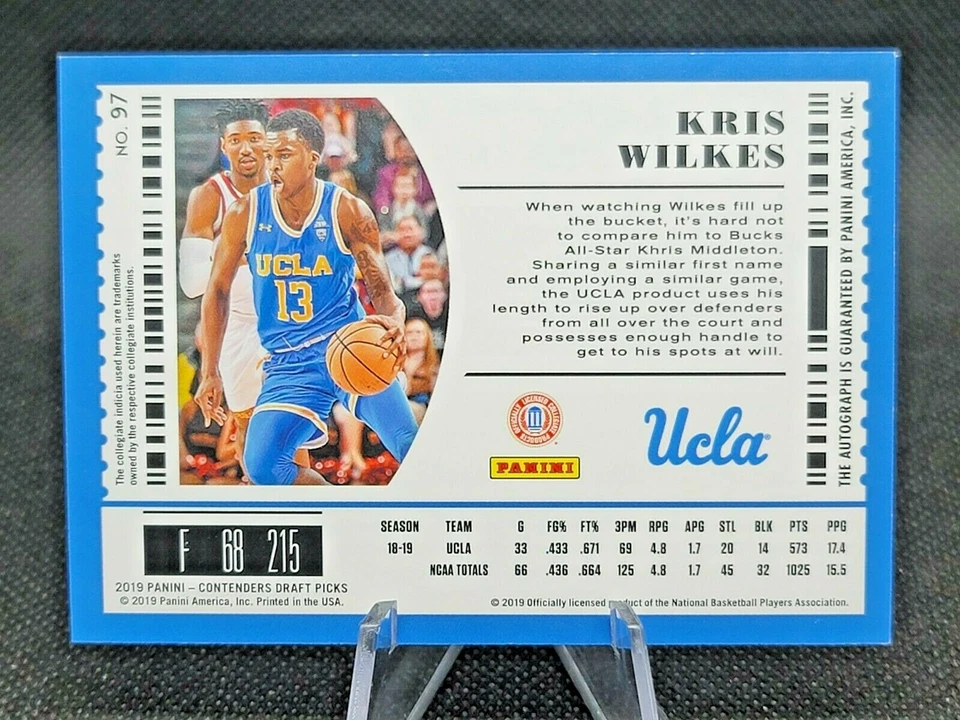 NO. 97
The collegiate indicia used herein are trademarks
owned by the respective collegiate institutions.
UCLA
13
KRIS
WILKES
When watching Wilkes fill up
the bucket, it's hard not
to compare him to Bucks
All-Star Khris Middleton.
Sharing a similar first name
and employing a similar game,
the UCLA product uses his
length to rise up over defenders
from all over the court and
possesses enough handle to
get to his spots at will.
OFFICIALLY LICENSED COLLEGIATE PRODUCTS
PANINI
Ucla
THE AUTOGRAPH IS GUARANTEED BY PANINI AMERICA, INC.
F 68 215
SEASON TEAM G FG% FT% 3PM RPG APG STL BLK PTS PPG
18-19 UCLA 33 .433 .671 69 4.8 1.7 20 14 573 17.4
NCAA TOTALS 66 .436 .664 125 4.8 1.7 45 32 1025 15.5
2019 PANINI – CONTENDERS DRAFT PICKS
© 2019 Panini America, Inc. Printed in the USA.
© 2019 Officially licensed product of the National Basketball Players Association.